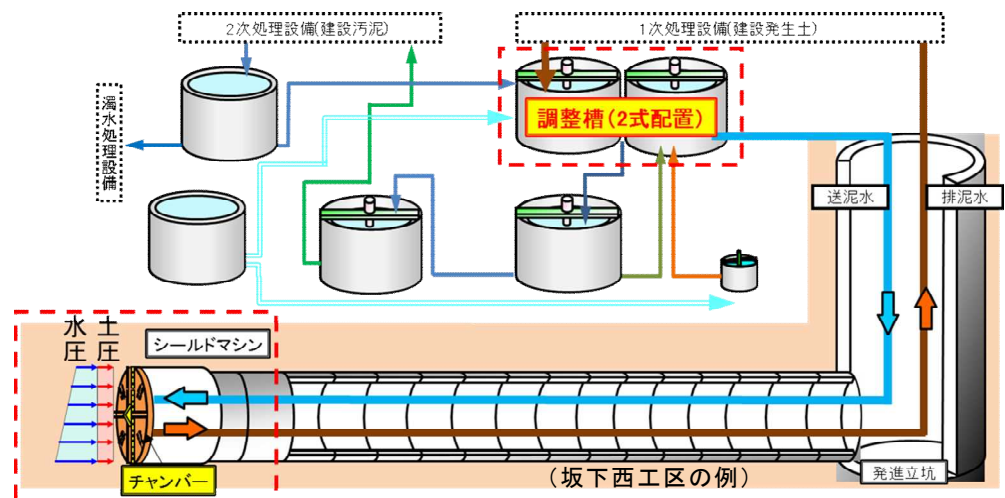 2次処理設備(建設汚泥)
1次処理設備(建設発生土)
濁水処理設備
調整槽(2式配置)
送泥水
排泥水
水圧
土圧
シールドマシン
チャンバー
(坂下西工区の例)
発進立坑